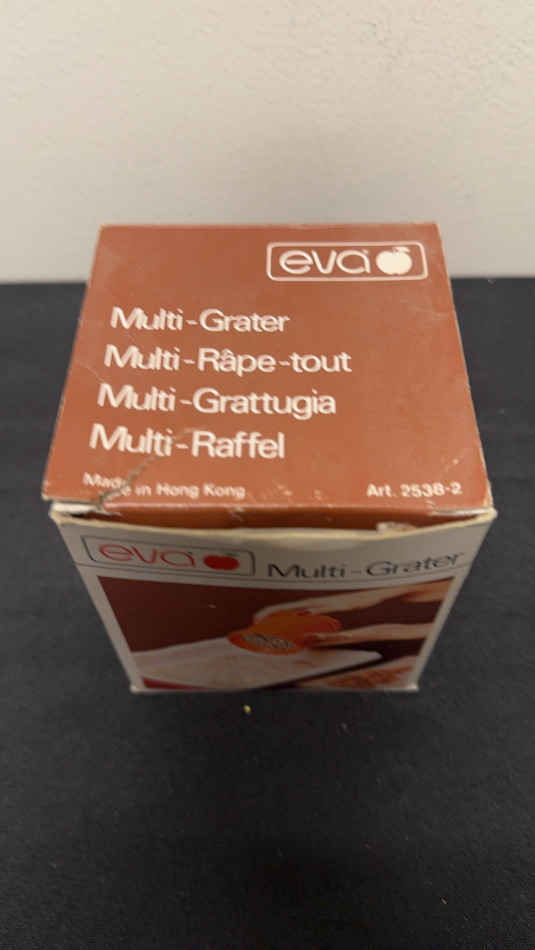 eva
Multi-Grater
Multi-Râpe-tout
Multi-Grattugia
Multi-Raffel
Made in Hong Kong Art. 2538-2
eva Multi-Grater